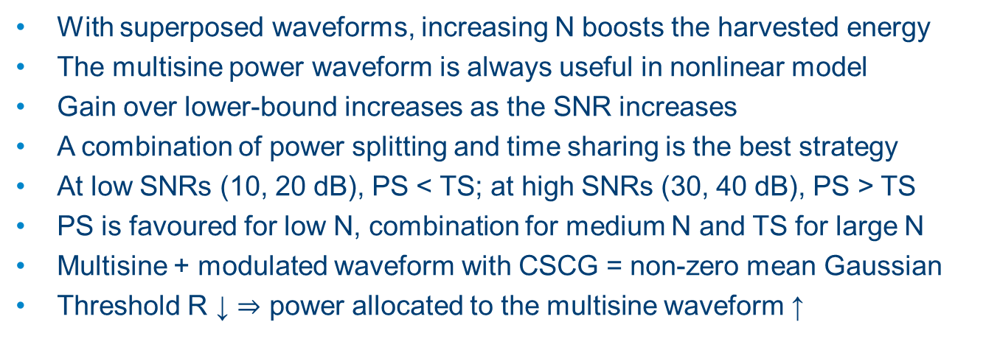 • With superposed waveforms, increasing N boosts the harvested energy
• The multisine power waveform is always useful in nonlinear model
• Gain over lower-bound increases as the SNR increases
• A combination of power splitting and time sharing is the best strategy
• At low SNRs (10, 20 dB), PS < TS; at high SNRs (30, 40 dB), PS > TS
• PS is favoured for low N, combination for medium N and TS for large N
• Multisine + modulated waveform with CSCG = non-zero mean Gaussian
• Threshold R ↓ ⇒ power allocated to the multisine waveform ↑